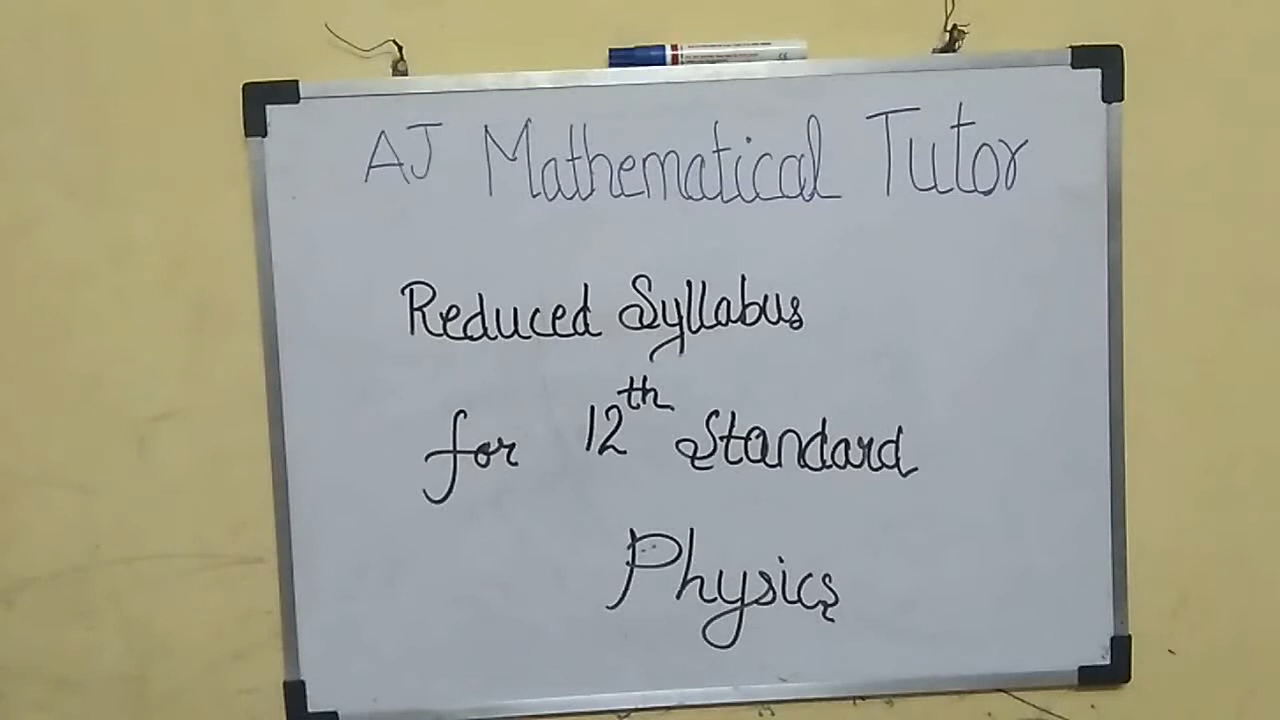 AJ Mathematical Tutor
Reduced Syllabus
for 12th Standard
Physics